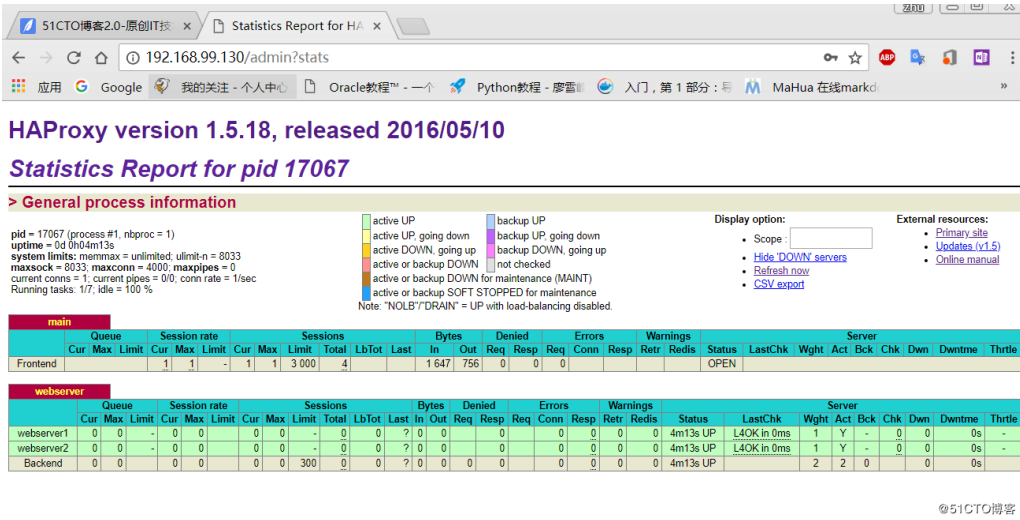 zhu
51CTO博客2.0-原创IT技
Statistics Report for HA
192.168.99.130/admin?stats
ABP
应用 Google 我的关注 - 个人中心 Oracle教程™ - 一个 Python教程 - 廖雪 入门，第 1 部分：导 MaHua 在线markd
HAProxy version 1.5.18, released 2016/05/10
Statistics Report for pid 17067
> General process information
pid = 17067 (process #1, nbproc = 1)
uptime = 0d 0h04m13s
system limits: memmax = unlimited; ulimit-n = 8033
maxsock = 8033; maxconn = 4000; maxpipes = 0
current conns = 1; current pipes = 0/0; conn rate = 1/sec
Running tasks: 1/7; idle = 100 %
active UP backup UP
active UP, going down backup UP, going down
active DOWN, going up backup DOWN, going up
active or backup DOWN not checked
active or backup DOWN for maintenance (MAINT)
active or backup SOFT STOPPED for maintenance
Note: "NOLB"/"DRAIN" = UP with load-balancing disabled.
Display option:
Scope :
Hide 'DOWN' servers
Refresh now
CSV export
External resources:
Primary site
Updates (v1.5)
Online manual
main
Queue Session rate Sessions Bytes Denied Errors Warnings Server
Cur Max Limit Cur Max Limit Cur Max Limit Total LbTot Last In Out Req Resp Req Conn Resp Retr Redis Status LastChk Wght Act Bck Chk Dwn Dwntme Thrtle
Frontend 1 1 - 1 1 3 000 4 1 647 756 0 0 0 OPEN
webserver
Queue Session rate Sessions Bytes Denied Errors Warnings Server
Cur Max Limit Cur Max Limit Cur Max Limit Total LbTot Last In Out Req Resp Req Conn Resp Retr Redis Status LastChk Wght Act Bck Chk Dwn Dwntme Thrtle
webserver1 0 0 - 0 0 0 0 - 0 0 ? 0 0 0 0 0 0 0 4m13s UP L4OK in 0ms 1 Y - 0 0 0s -
webserver2 0 0 - 0 0 0 0 - 0 0 ? 0 0 0 0 0 0 0 4m13s UP L4OK in 0ms 1 Y - 0 0 0s -
Backend 0 0 0 0 0 0 300 0 0 ? 0 0 0 0 0 0 0 0 4m13s UP 2 2 0 0 0s
@51CTO博客